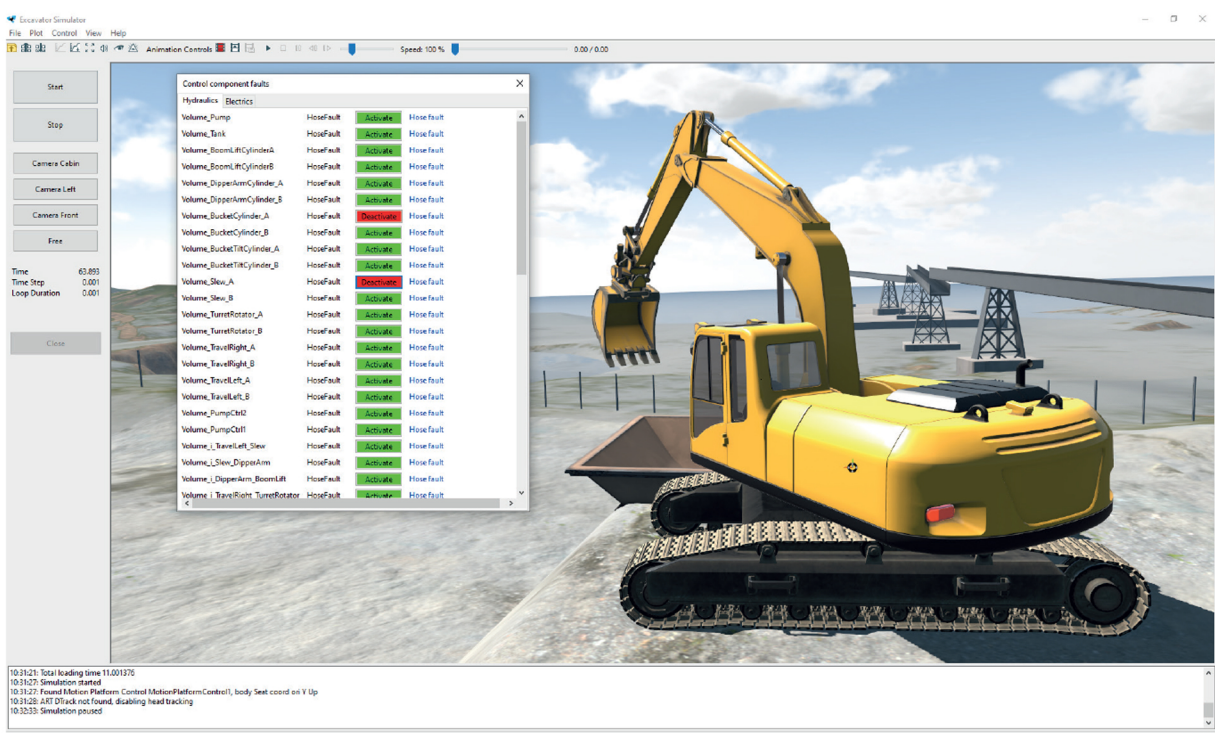 Excavator Simulator
File Plot Control View Help
Animation Controls Speed: 100 % 0.00 / 0.00
Start
Stop
Camera Cabin
Camera Left
Camera Front
Free
Time 63.893
Time Step 0.001
Loop Duration 0.001
Close
Control component faults
Hydraulics Electrics
Volume_Pump HoseFault Activate Hose fault
Volume_Tank HoseFault Activate Hose fault
Volume_BoomLiftCylinderA HoseFault Activate Hose fault
Volume_BoomLiftCylinderB HoseFault Activate Hose fault
Volume_DipperArmCylinder_A HoseFault Activate Hose fault
Volume_DipperArmCylinder_B HoseFault Activate Hose fault
Volume_BucketCylinder_A HoseFault Deactivate Hose fault
Volume_BucketCylinder_B HoseFault Activate Hose fault
Volume_BucketTiltCylinder_A HoseFault Activate Hose fault
Volume_BucketTiltCylinder_B HoseFault Activate Hose fault
Volume_Slew_A HoseFault Deactivate Hose fault
Volume_Slew_B HoseFault Activate Hose fault
Volume_TurretRotator_A HoseFault Activate Hose fault
Volume_TurretRotator_B HoseFault Activate Hose fault
Volume_TravelRight_A HoseFault Activate Hose fault
Volume_TravelRight_B HoseFault Activate Hose fault
Volume_TravelLeft_A HoseFault Activate Hose fault
Volume_TravelLeft_B HoseFault Activate Hose fault
Volume_PumpCtrl2 HoseFault Activate Hose fault
Volume_PumpCtrl1 HoseFault Activate Hose fault
Volume_i_TravelLeft_Slew HoseFault Activate Hose fault
Volume_i_Slew_DipperArm HoseFault Activate Hose fault
Volume_i_DipperArm_BoomLift HoseFault Activate Hose fault
Volume_i_TravelRight_TurretRotator HoseFault Activate Hose fault
10:31:21: Total loading time 11.001376
10:31:27: Simulation started
10:31:27: Found Motion Platform Control MotionPlatformControl1, body Seat coord ori Y Up
10:31:28: ART DTrack not found, disabling head tracking
10:32:33: Simulation paused